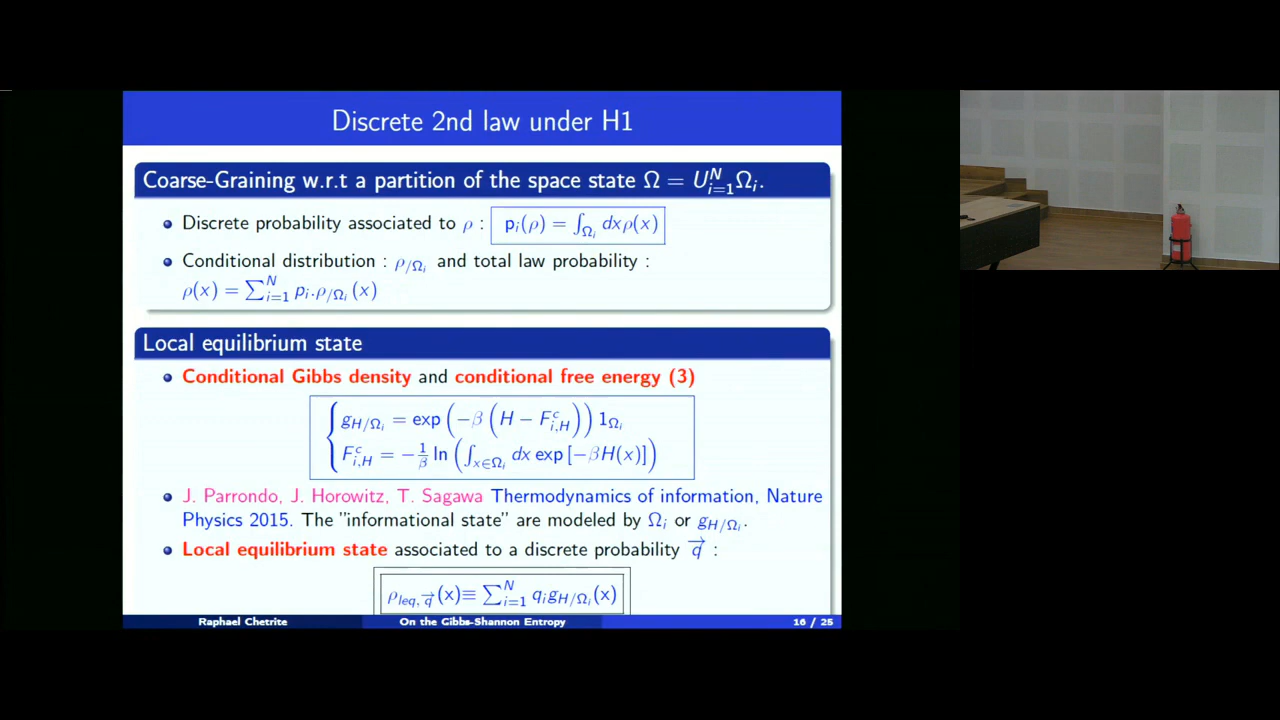 Discrete 2nd law under H1
Coarse-Graining w.r.t a partition of the space state Ω = U_{i=1}^{N} Ω_i.
Discrete probability associated to ρ : p_i(ρ) = ∫_{Ω_i} dxρ(x)
Conditional distribution : ρ_{/Ω_i} and total law probability :
ρ(x) = ∑_{i=1}^{N} p_i.ρ_{/Ω_i}(x)
Local equilibrium state
Conditional Gibbs density and conditional free energy (3)
g_{H/Ω_i} = exp(−β(H − F^c_{i,H})) 1_{Ω_i}
F^c_{i,H} = −1/β ln(∫_{x∈Ω_i} dx exp[−βH(x)])
J. Parrondo, J. Horowitz, T. Sagawa Thermodynamics of information, Nature
Physics 2015. The "informational state" are modeled by Ω_i or g_{H/Ω_i}.
Local equilibrium state associated to a discrete probability q⃗ :
ρ_{leq,q⃗}(x)≡ ∑_{i=1}^{N} q_i g_{H/Ω_i}(x)
Raphael Chetrite On the Gibbs-Shannon Entropy 16 / 25